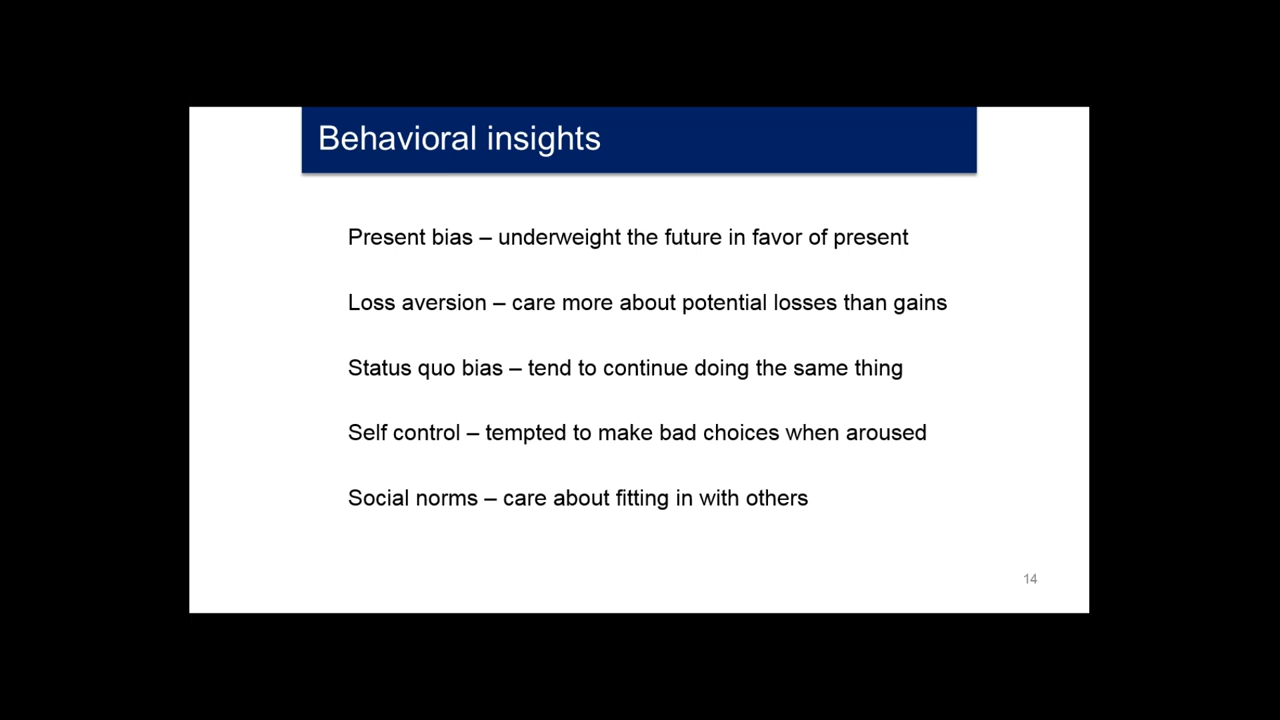 Behavioral insights
Present bias – underweight the future in favor of present
Loss aversion – care more about potential losses than gains
Status quo bias – tend to continue doing the same thing
Self control – tempted to make bad choices when aroused
Social norms – care about fitting in with others
14